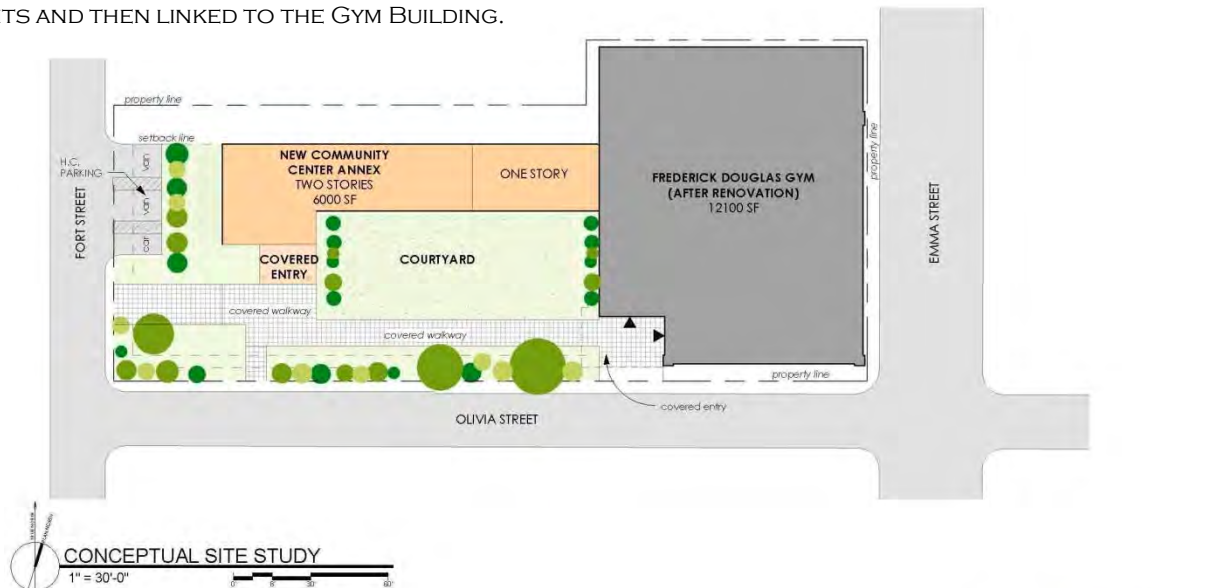 TS AND THEN LINKED TO THE GYM BUILDING.
property line
setback line
H.C.
PARKING
van
van
car
FORT STREET
NEW COMMUNITY
CENTER ANNEX
TWO STORIES
6000 SF
ONE STORY
FREDERICK DOUGLAS GYM
(AFTER RENOVATION)
12100 SF
property line
EMMA STREET
COVERED
ENTRY
COURTYARD
covered walkway
covered walkway
property line
covered entry
OLIVIA STREET
CONCEPTUAL SITE STUDY
1" = 30'-0"
30'
60'